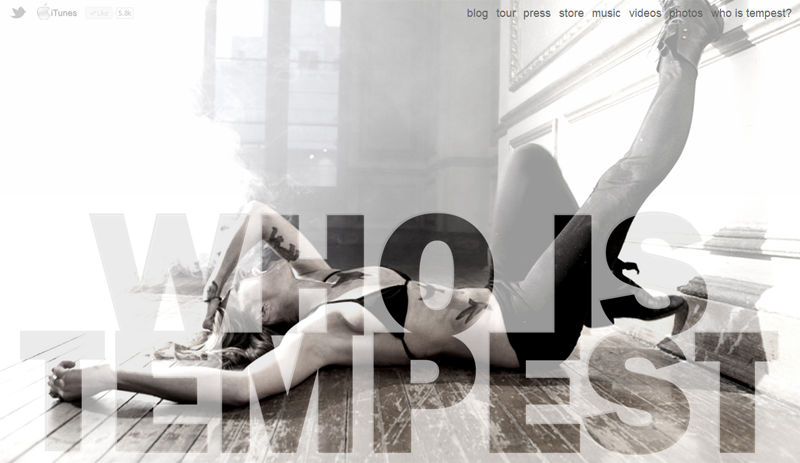 iTunes Like 5.8k blog tour press store music videos photos who is tempest?
WHO IS
TEMPEST